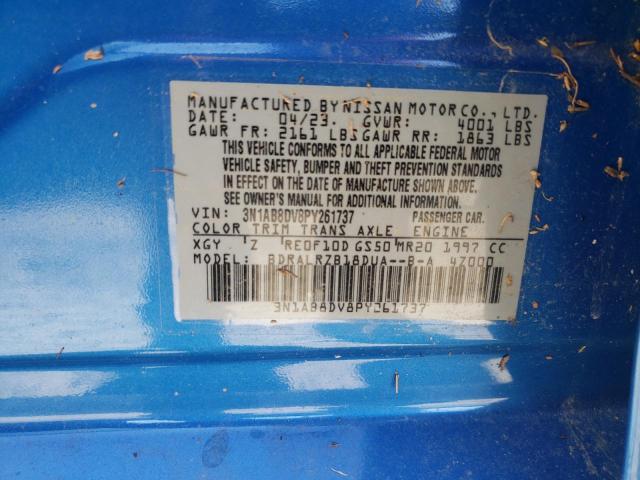 MANUFACTURED BY NISSAN MOTOR CO., LTD.
DATE: 04/23 GVWR: 4001 LBS
GAWR FR: 2161 LBS GAWR RR: 1863 LBS
THIS VEHICLE CONFORMS TO ALL APPLICABLE FEDERAL MOTOR
VEHICLE SAFETY, BUMPER AND THEFT PREVENTION STANDARDS
IN EFFECT ON THE DATE OF MANUFACTURE SHOWN ABOVE.
SEE OWNER'S MANUAL FOR ADDITIONAL INFORMATION.
VIN: 3N1AB8DV8PY261737 PASSENGER CAR.
COLOR TRIM TRANS AXLE ENGINE
XGY Z RE0F10D GS50 MR20 1997 CC
MODEL: BDRALRZB18DUA--B-A 47000
3N1AB8DV8PY261737